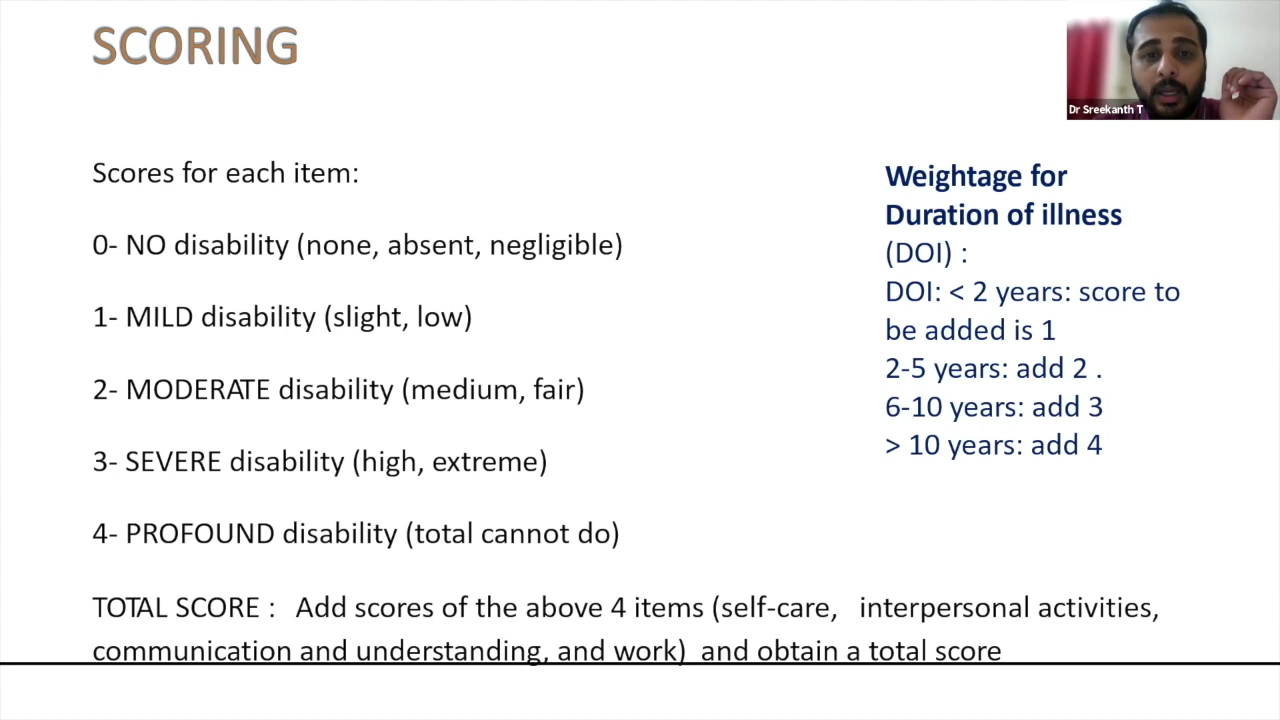 SCORING
Dr Sreekanth T
Scores for each item:
0- NO disability (none, absent, negligible)
1- MILD disability (slight, low)
2- MODERATE disability (medium, fair)
3- SEVERE disability (high, extreme)
4- PROFOUND disability (total cannot do)
TOTAL SCORE : Add scores of the above 4 items (self-care, interpersonal activities,
communication and understanding, and work) and obtain a total score
Weightage for
Duration of illness
(DOI) :
DOI: < 2 years: score to
be added is 1
2-5 years: add 2 .
6-10 years: add 3
> 10 years: add 4